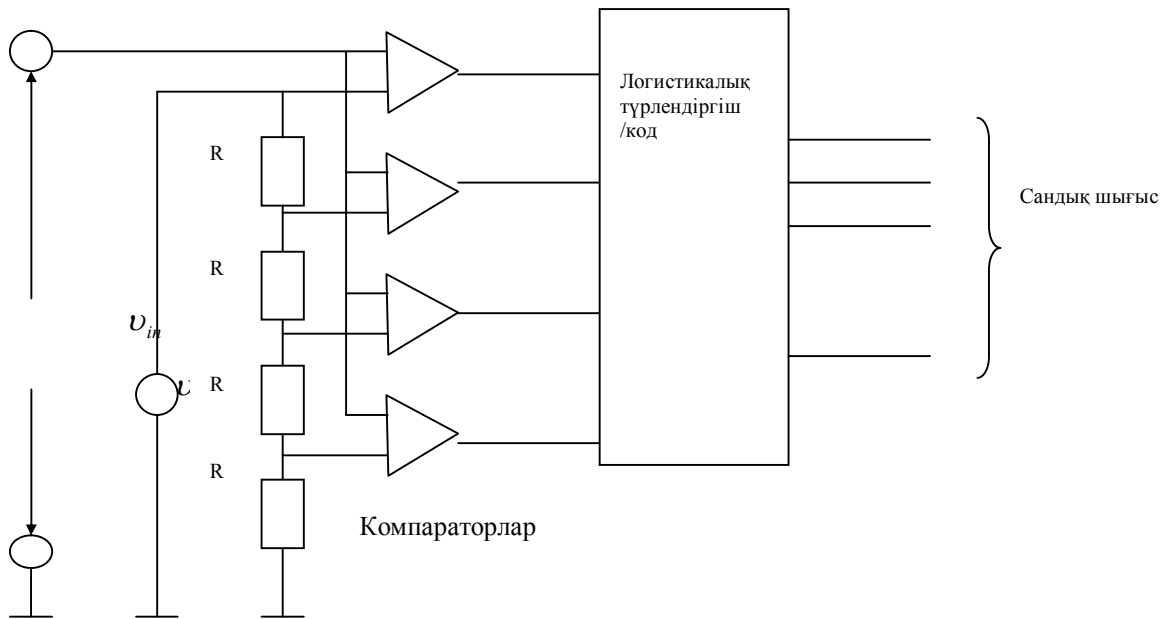 Логистикалық
түрлендіргіш
/код
R
Сандық шығыс
R
υin
υ
R
R
Компараторлар